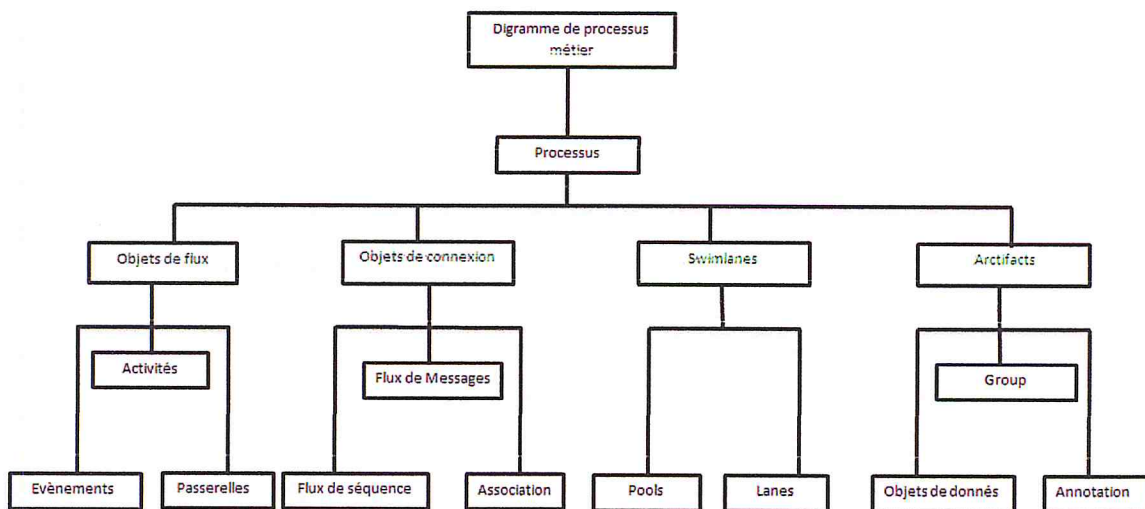 Digramme de processus
métier
Processus
Objets de flux
Objets de connexion
Swimlanes
Arctifacts
Activités
Flux de Messages
Group
Evènements
Passerelles
Flux de séquence
Association
Pools
Lanes
Objets de donnés
Annotation